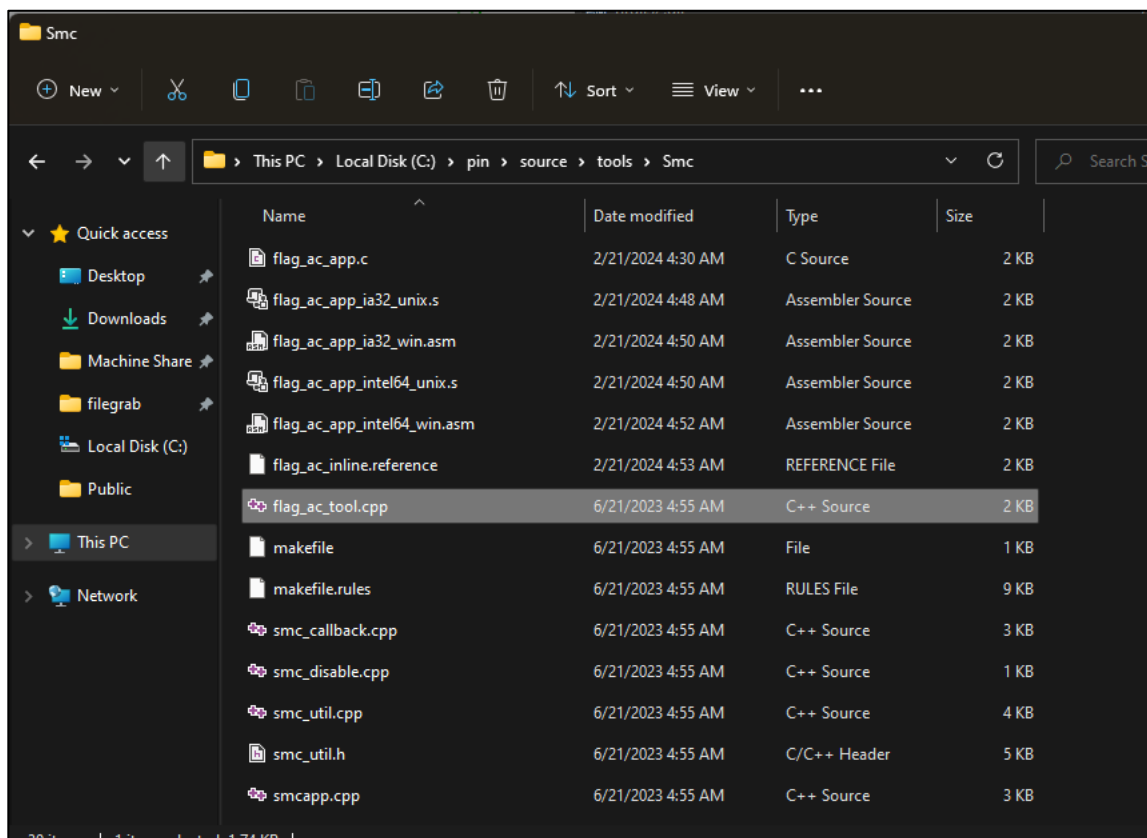 Smc
New Sort View ...
This PC > Local Disk (C:) > pin > source > tools > Smc Search S
Name Date modified Type Size
Quick access
Desktop
Downloads
Machine Share
filegrab
Local Disk (C:)
Public
This PC
Network
flag_ac_app.c 2/21/2024 4:30 AM C Source 2 KB
flag_ac_app_ia32_unix.s 2/21/2024 4:48 AM Assembler Source 2 KB
flag_ac_app_ia32_win.asm 2/21/2024 4:50 AM Assembler Source 2 KB
flag_ac_app_intel64_unix.s 2/21/2024 4:50 AM Assembler Source 2 KB
flag_ac_app_intel64_win.asm 2/21/2024 4:52 AM Assembler Source 2 KB
flag_ac_inline.reference 2/21/2024 4:53 AM REFERENCE File 2 KB
flag_ac_tool.cpp 6/21/2023 4:55 AM C++ Source 2 KB
makefile 6/21/2023 4:55 AM File 1 KB
makefile.rules 6/21/2023 4:55 AM RULES File 9 KB
smc_callback.cpp 6/21/2023 4:55 AM C++ Source 3 KB
smc_disable.cpp 6/21/2023 4:55 AM C++ Source 1 KB
smc_util.cpp 6/21/2023 4:55 AM C++ Source 4 KB
smc_util.h 6/21/2023 4:55 AM C/C++ Header 5 KB
smcapp.cpp 6/21/2023 4:55 AM C++ Source 3 KB